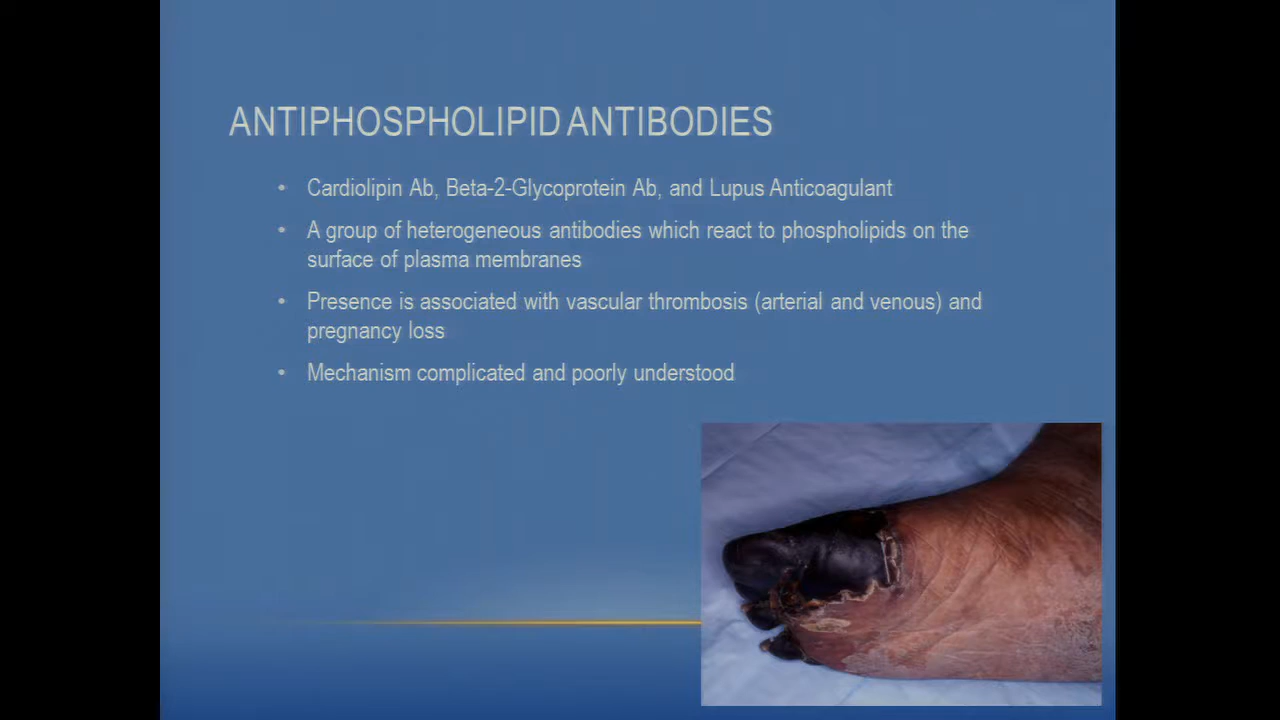 ANTIPHOSPHOLIPID ANTIBODIES
• Cardiolipin Ab, Beta-2-Glycoprotein Ab, and Lupus Anticoagulant
• A group of heterogeneous antibodies which react to phospholipids on the
surface of plasma membranes
• Presence is associated with vascular thrombosis (arterial and venous) and
pregnancy loss
• Mechanism complicated and poorly understood